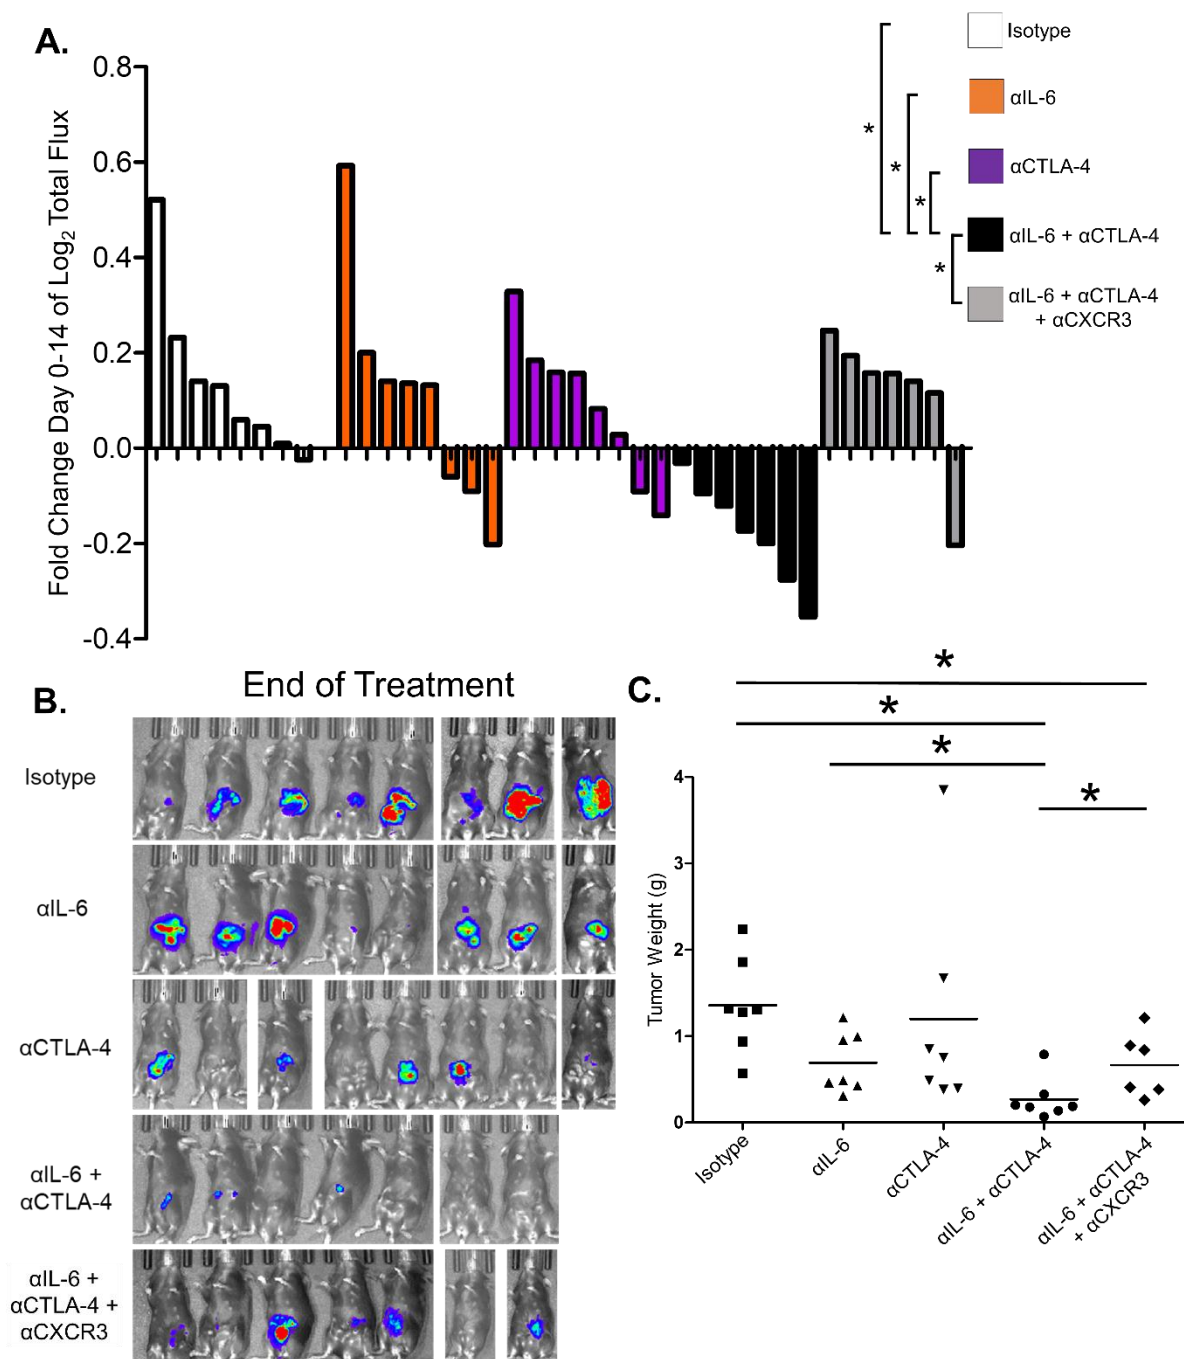 A.
Fold Change Day 0-14 of Log₂ Total Flux
0.8
0.6
0.4
0.2
0.0
-0.2
-0.4
*
*
*
*
Isotype
αIL-6
αCTLA-4
αIL-6 + αCTLA-4
αIL-6 + αCTLA-4
+ αCXCR3
B.
End of Treatment
Isotype
αIL-6
αCTLA-4
αIL-6 +
αCTLA-4
αIL-6 +
αCTLA-4 +
αCXCR3
C.
*
*
*
*
Tumor Weight (g)
4
3
2
1
0
Isotype
αIL-6
αCTLA-4
αIL-6 + αCTLA-4
αIL-6 + αCTLA-4
+ αCXCR3